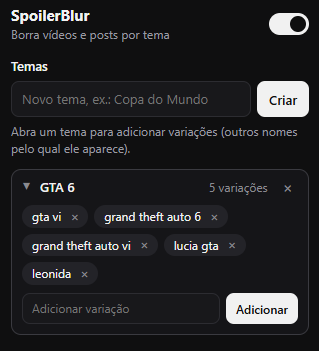 SpoilerBlur
Borra vídeos e posts por tema
Temas
Novo tema, ex.: Copa do Mundo
Criar
Abra um tema para adicionar variações (outros nomes
pelo qual ele aparece).
▼ GTA 6 5 variações ×
gta vi × grand theft auto 6 ×
grand theft auto vi × lucia gta ×
leonida ×
Adicionar variação
Adicionar